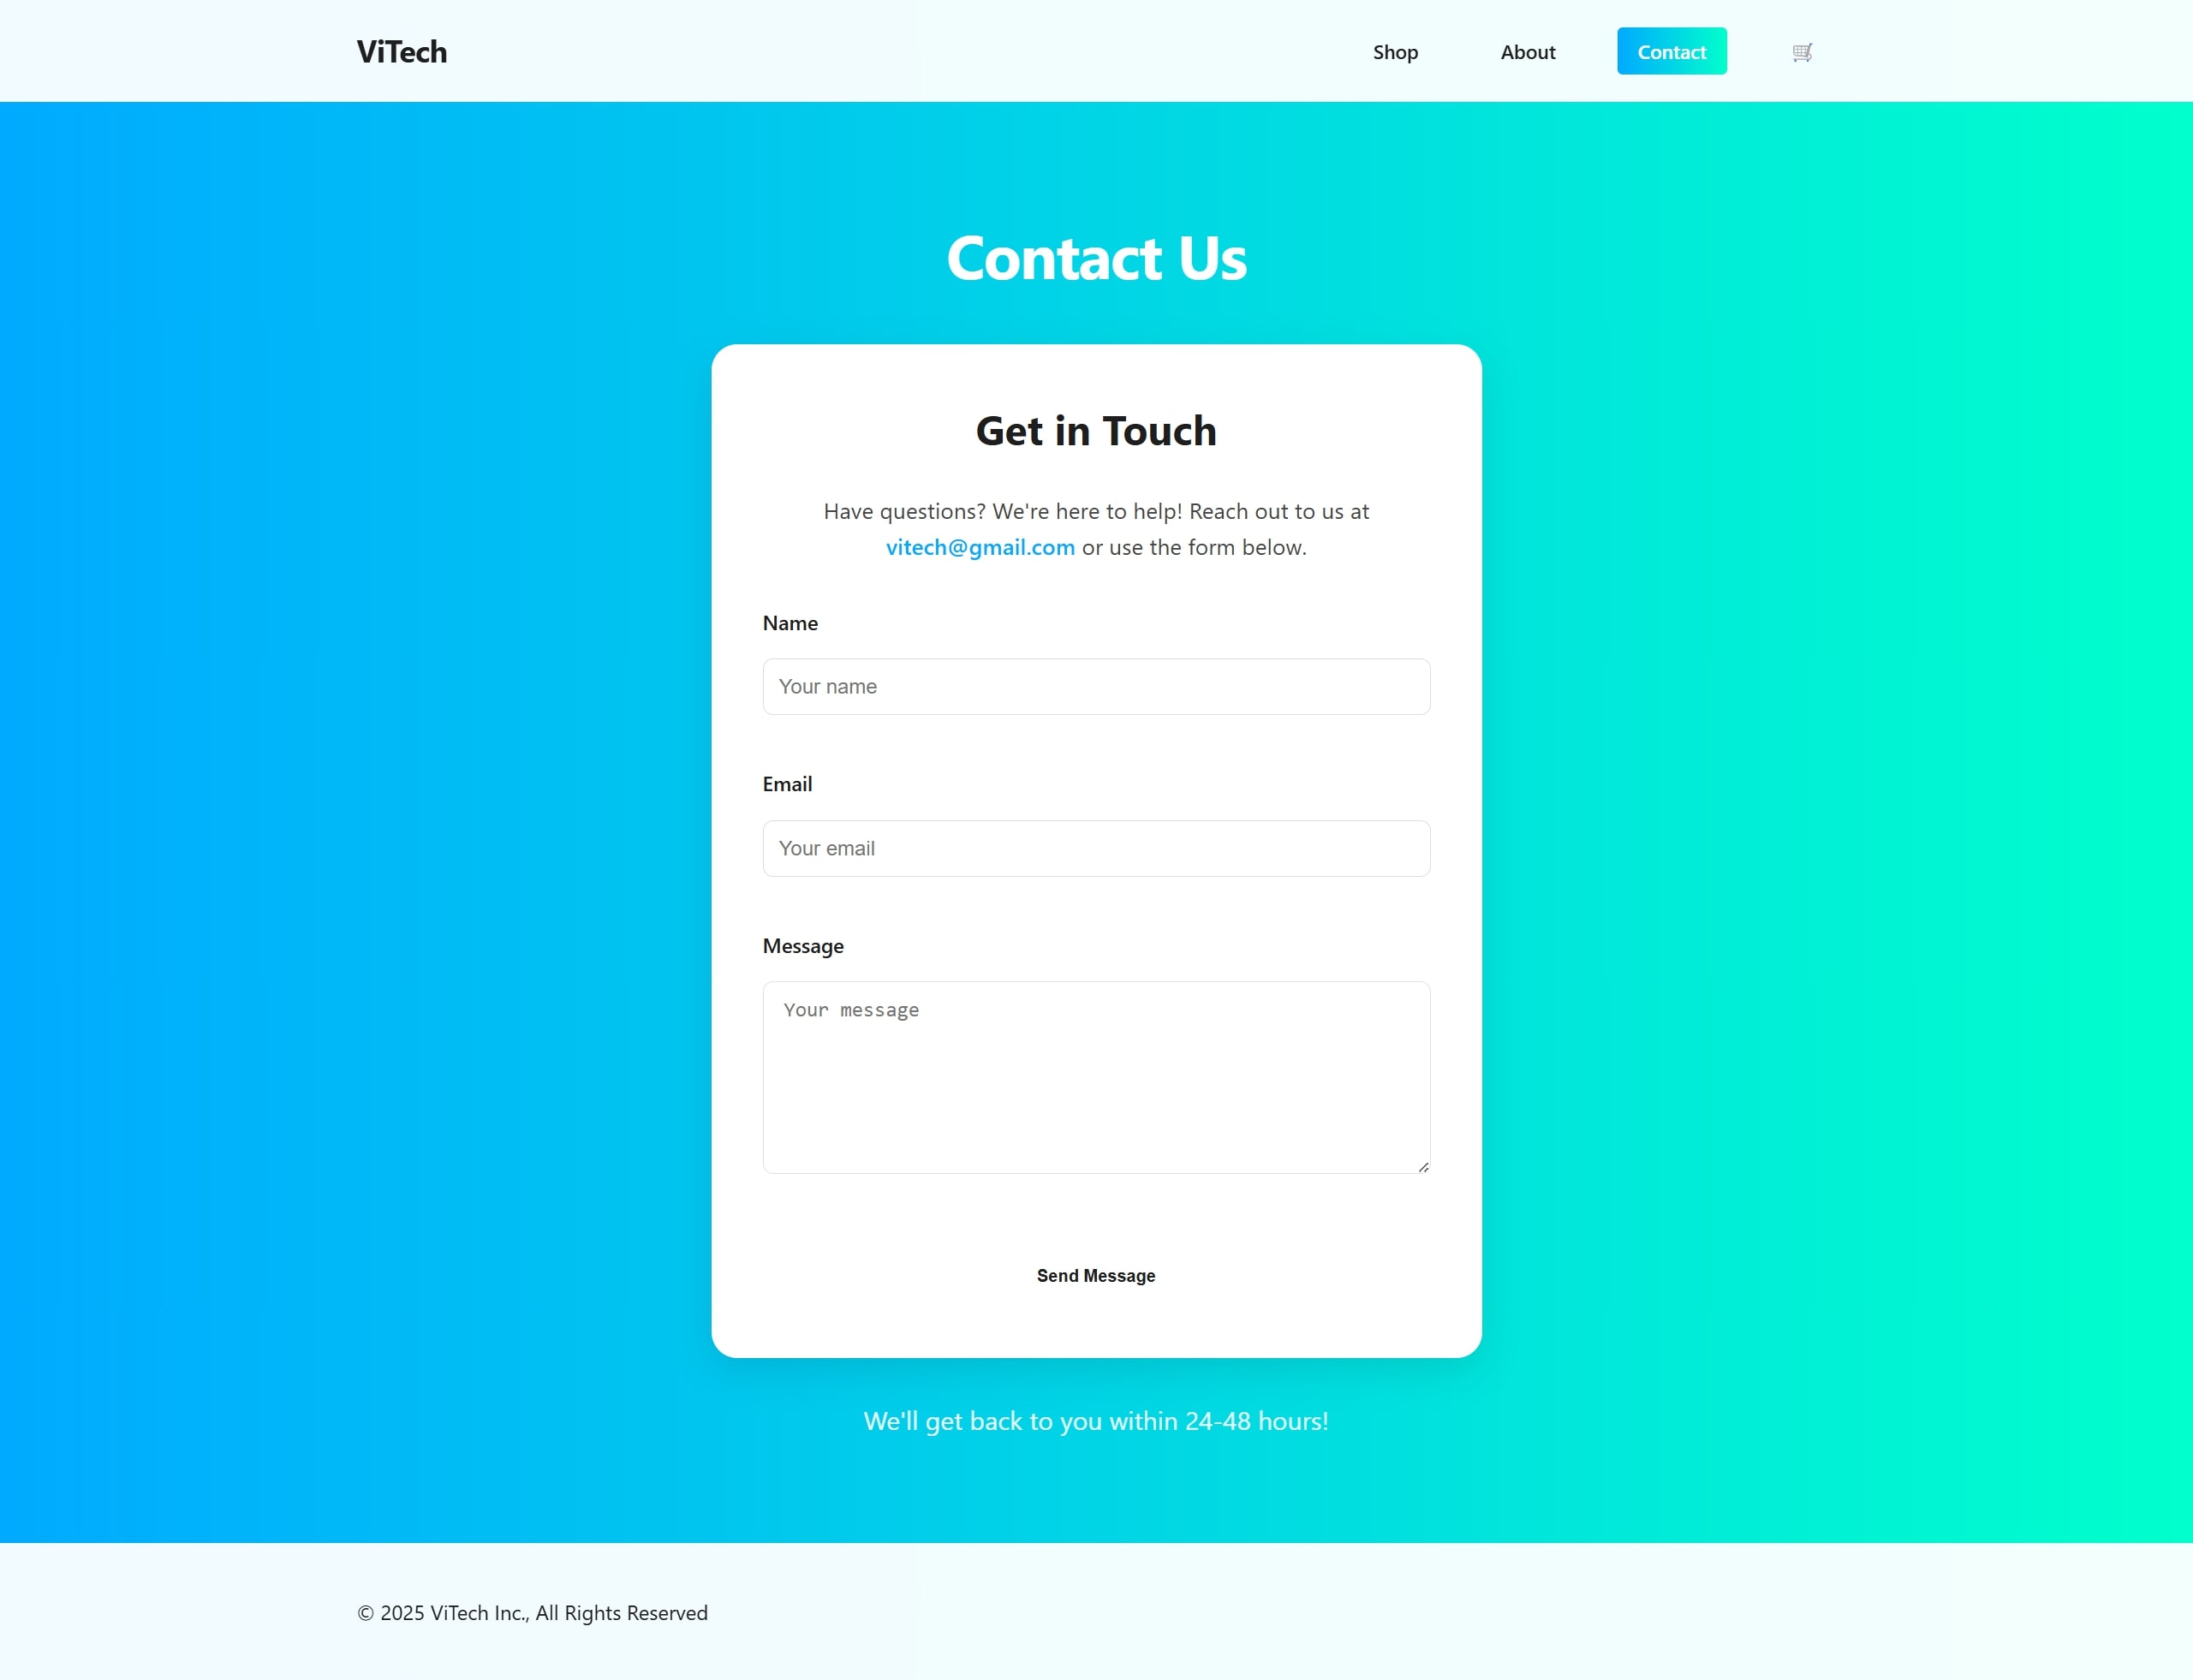 ViTech
Shop
About
Contact
Contact Us
Get in Touch
Have questions? We're here to help! Reach out to us at
vitech@gmail.com or use the form below.
Name
Your name
Email
Your email
Message
Your message
Send Message
We'll get back to you within 24-48 hours!
© 2025 ViTech Inc., All Rights Reserved